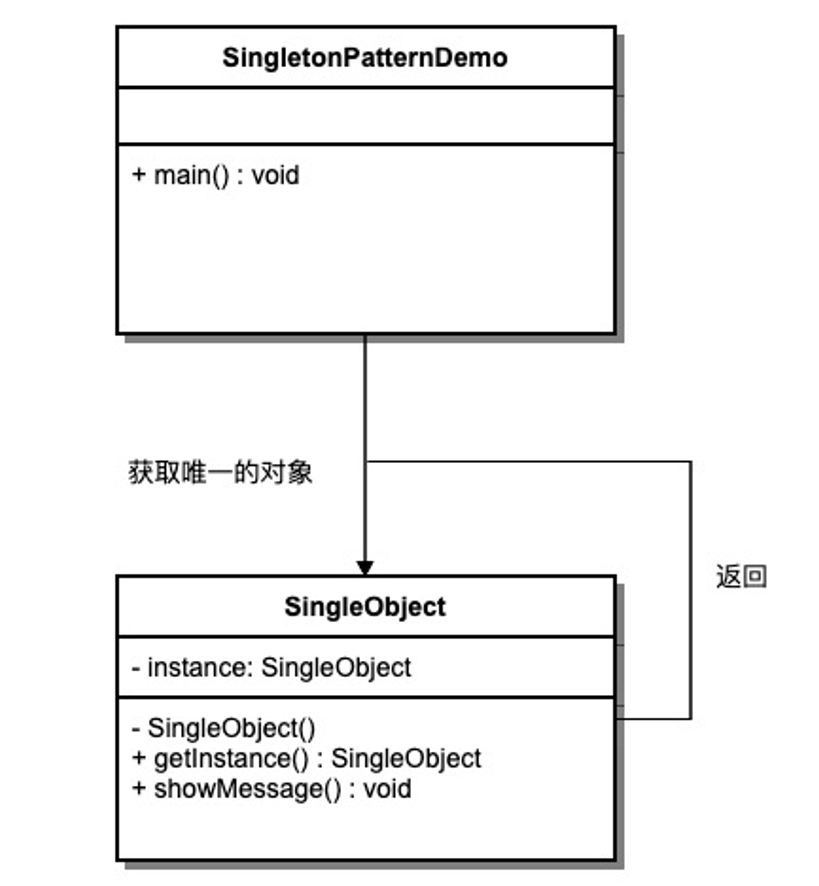 SingletonPatternDemo
+ main() : void
获取唯一的对象
返回
SingleObject
- instance: SingleObject
- SingleObject()
+ getInstance() : SingleObject
+ showMessage() : void